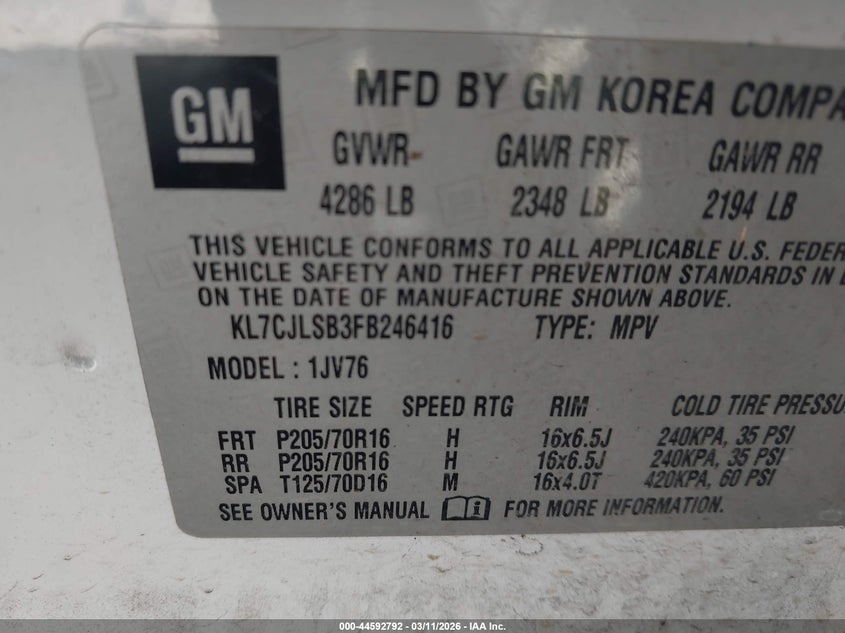 GM
MFD BY GM KOREA
GVWR GAWR FRT GAWR RR
4286 LB 2348 LB 2194 LB
THIS VEHICLE CONFORMS TO ALL APPLICABLE U.S.
VEHICLE SAFETY AND THEFT PREVENTION STANDARDS IN
ON THE DATE OF MANUFACTURE SHOWN ABOVE.
KL7CJLSB3FB246416 TYPE: MPV
MODEL : 1JV76
TIRE SIZE SPEED RTG RIM COLD TIRE
FRT P205/70R16 H 16x6.5J 240KPA, 35 PSI
RR P205/70R16 H 16x6.5J 240KPA, 35 PSI
SPA T125/70D16 M 16x4.0T 420KPA, 60 PSI
SEE OWNER'S MANUAL i FOR MORE INFORMATION.
000-44592792 - 03/11/2026 - IAA Inc.